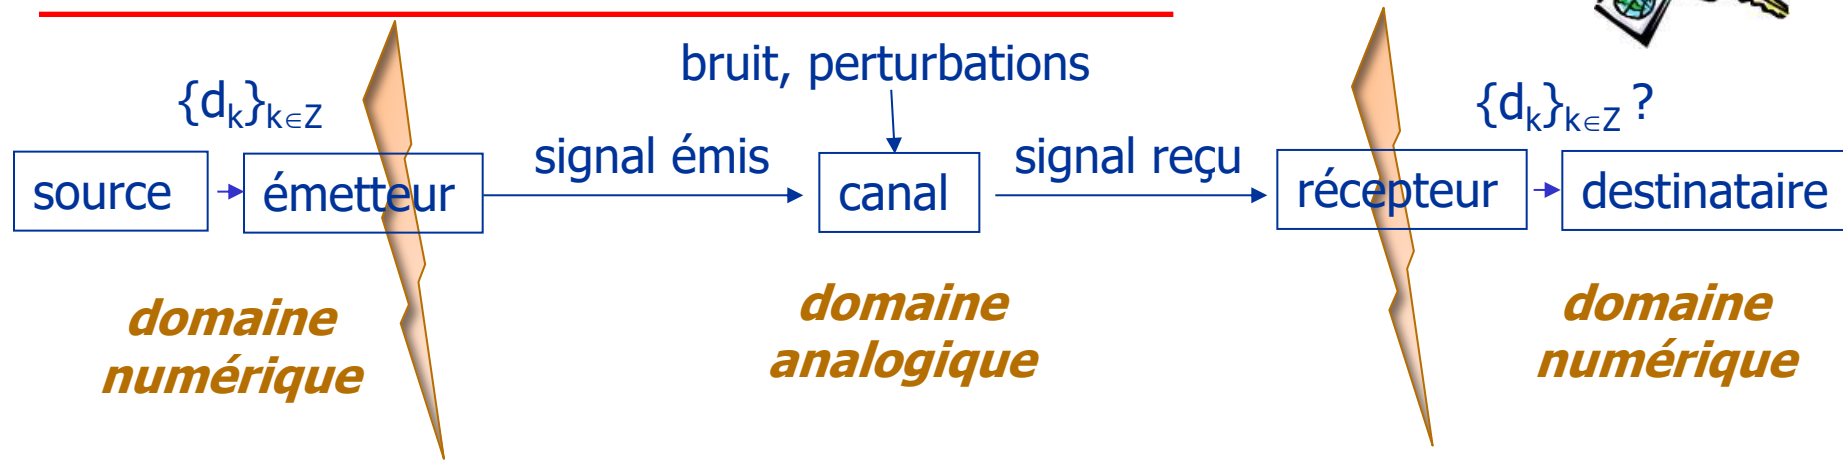 bruit, perturbations
{dₖ}ₖ∈Z
{dₖ}ₖ∈Z ?
signal émis
signal reçu
source
émetteur
canal
récepteur
destinataire
domaine
numérique
domaine
analogique
domaine
numérique